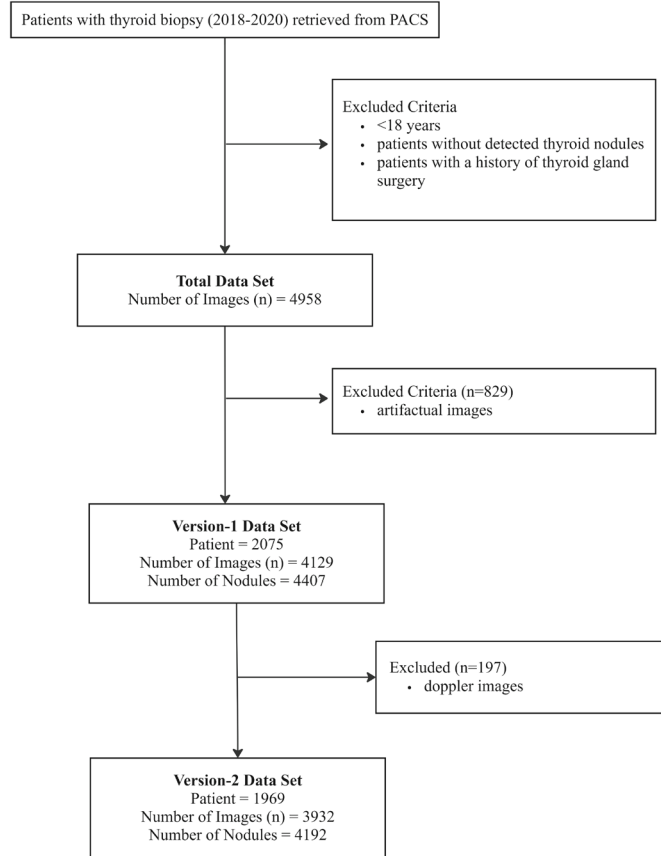 Patients with thyroid biopsy (2018-2020) retrieved from PACS
Excluded Criteria
• <18 years
• patients without detected thyroid nodules
• patients with a history of thyroid gland
surgery
Total Data Set
Number of Images (n) = 4958
Excluded Criteria (n=829)
• artifactual images
Version-1 Data Set
Patient = 2075
Number of Images (n) = 4129
Number of Nodules = 4407
Excluded (n=197)
• doppler images
Version-2 Data Set
Patient = 1969
Number of Images (n) = 3932
Number of Nodules = 4192